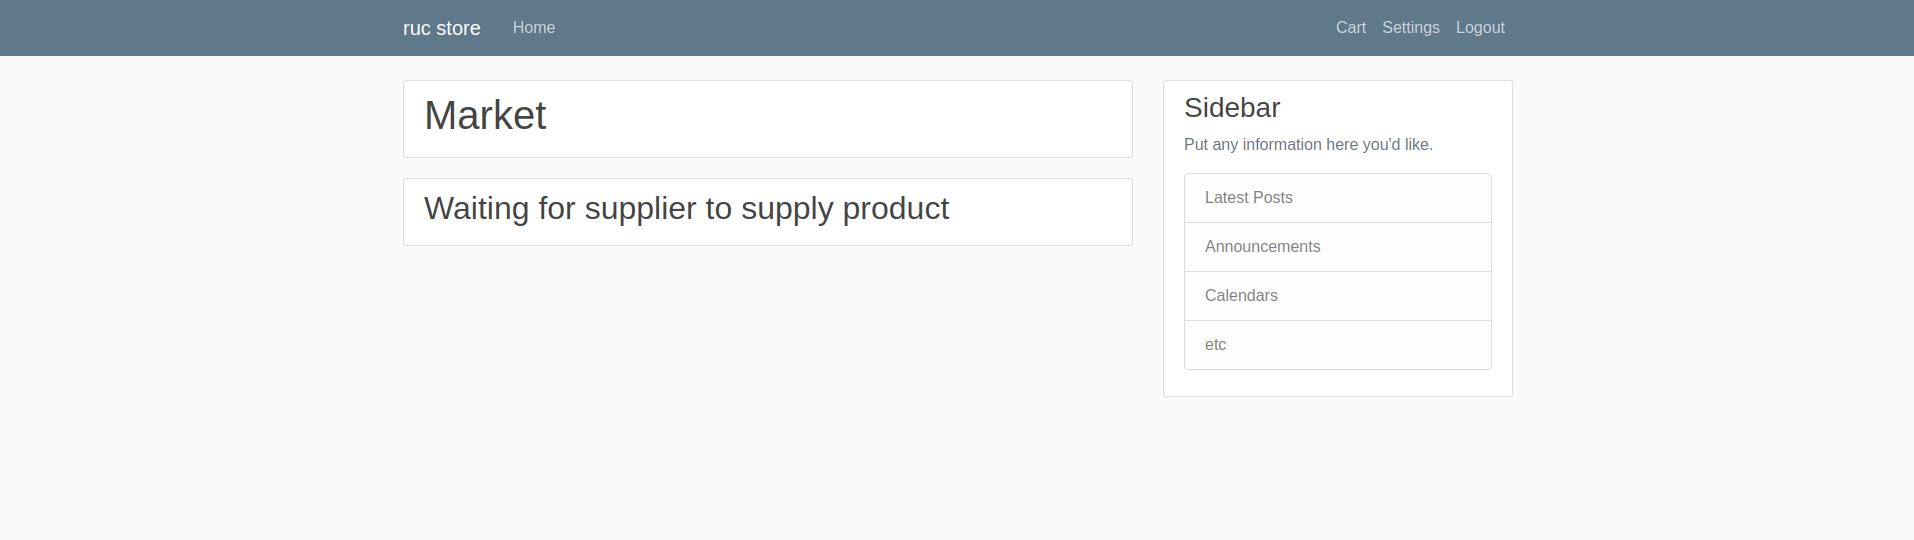 ruc store Home Cart Settings Logout
Market
Waiting for supplier to supply product
Sidebar
Put any information here you'd like.
Latest Posts
Announcements
Calendars
etc